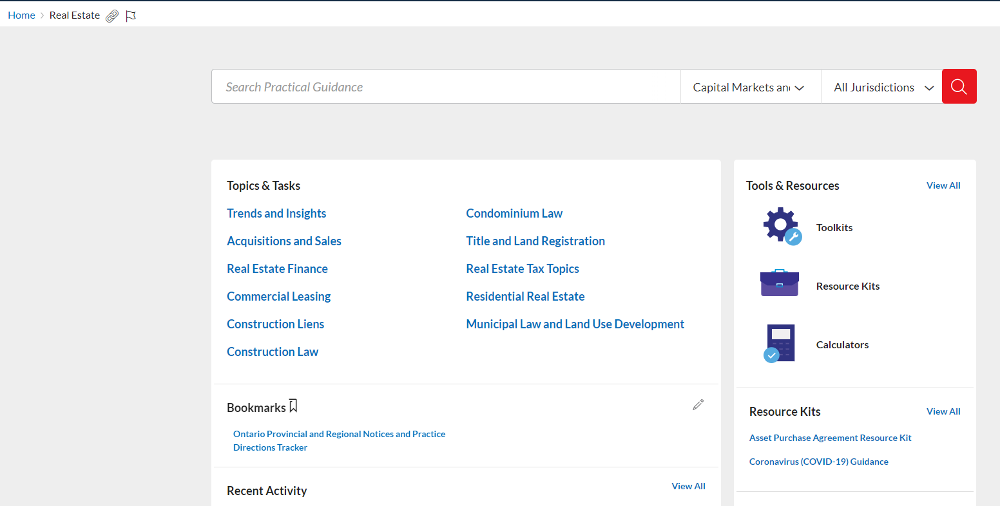 Home > Real Estate
Search Practical Guidance
Capital Markets an
All Jurisdictions
Topics & Tasks
Trends and Insights
Acquisitions and Sales
Real Estate Finance
Commercial Leasing
Construction Liens
Construction Law
Condominium Law
Title and Land Registration
Real Estate Tax Topics
Residential Real Estate
Municipal Law and Land Use Development
Bookmarks
Ontario Provincial and Regional Notices and Practice
Directions Tracker
Recent Activity
View All
Tools & Resources
View All
Toolkits
Resource Kits
Calculators
Resource Kits
View All
Asset Purchase Agreement Resource Kit
Coronavirus (COVID-19) Guidance